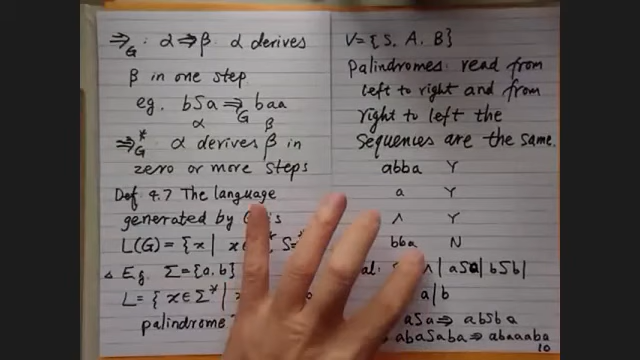 ⇒G: α ⇒ β α derives
β in one step
eg. bSa ⇒G baa
α β
⇒*G: α derives β in
zero or more steps
Def 4.7 The language
generated by G is
L(G) = { x | x ∈
△ E.g. Σ = {a, b}
L = { x ∈ Σ* |
palindrome
V = { S, A, B }
palindromes: read from
left to right and from
right to left the
sequences are the same.
abba Y
a Y
Λ Y
bba N
Λ | aSa | bSb |
a | b
aSa ⇒ abSba
abaSaba ⇒ abaaaba
10